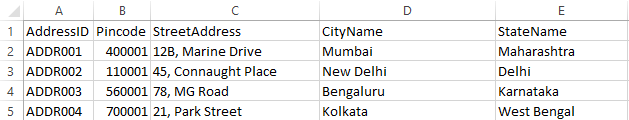 A B C D E
1 AddressID Pincode StreetAddress CityName StateName
2 ADDR001 400001 12B, Marine Drive Mumbai Maharashtra
3 ADDR002 110001 45, Connaught Place New Delhi Delhi
4 ADDR003 560001 78, MG Road Bengaluru Karnataka
5 ADDR004 700001 21, Park Street Kolkata West Bengal